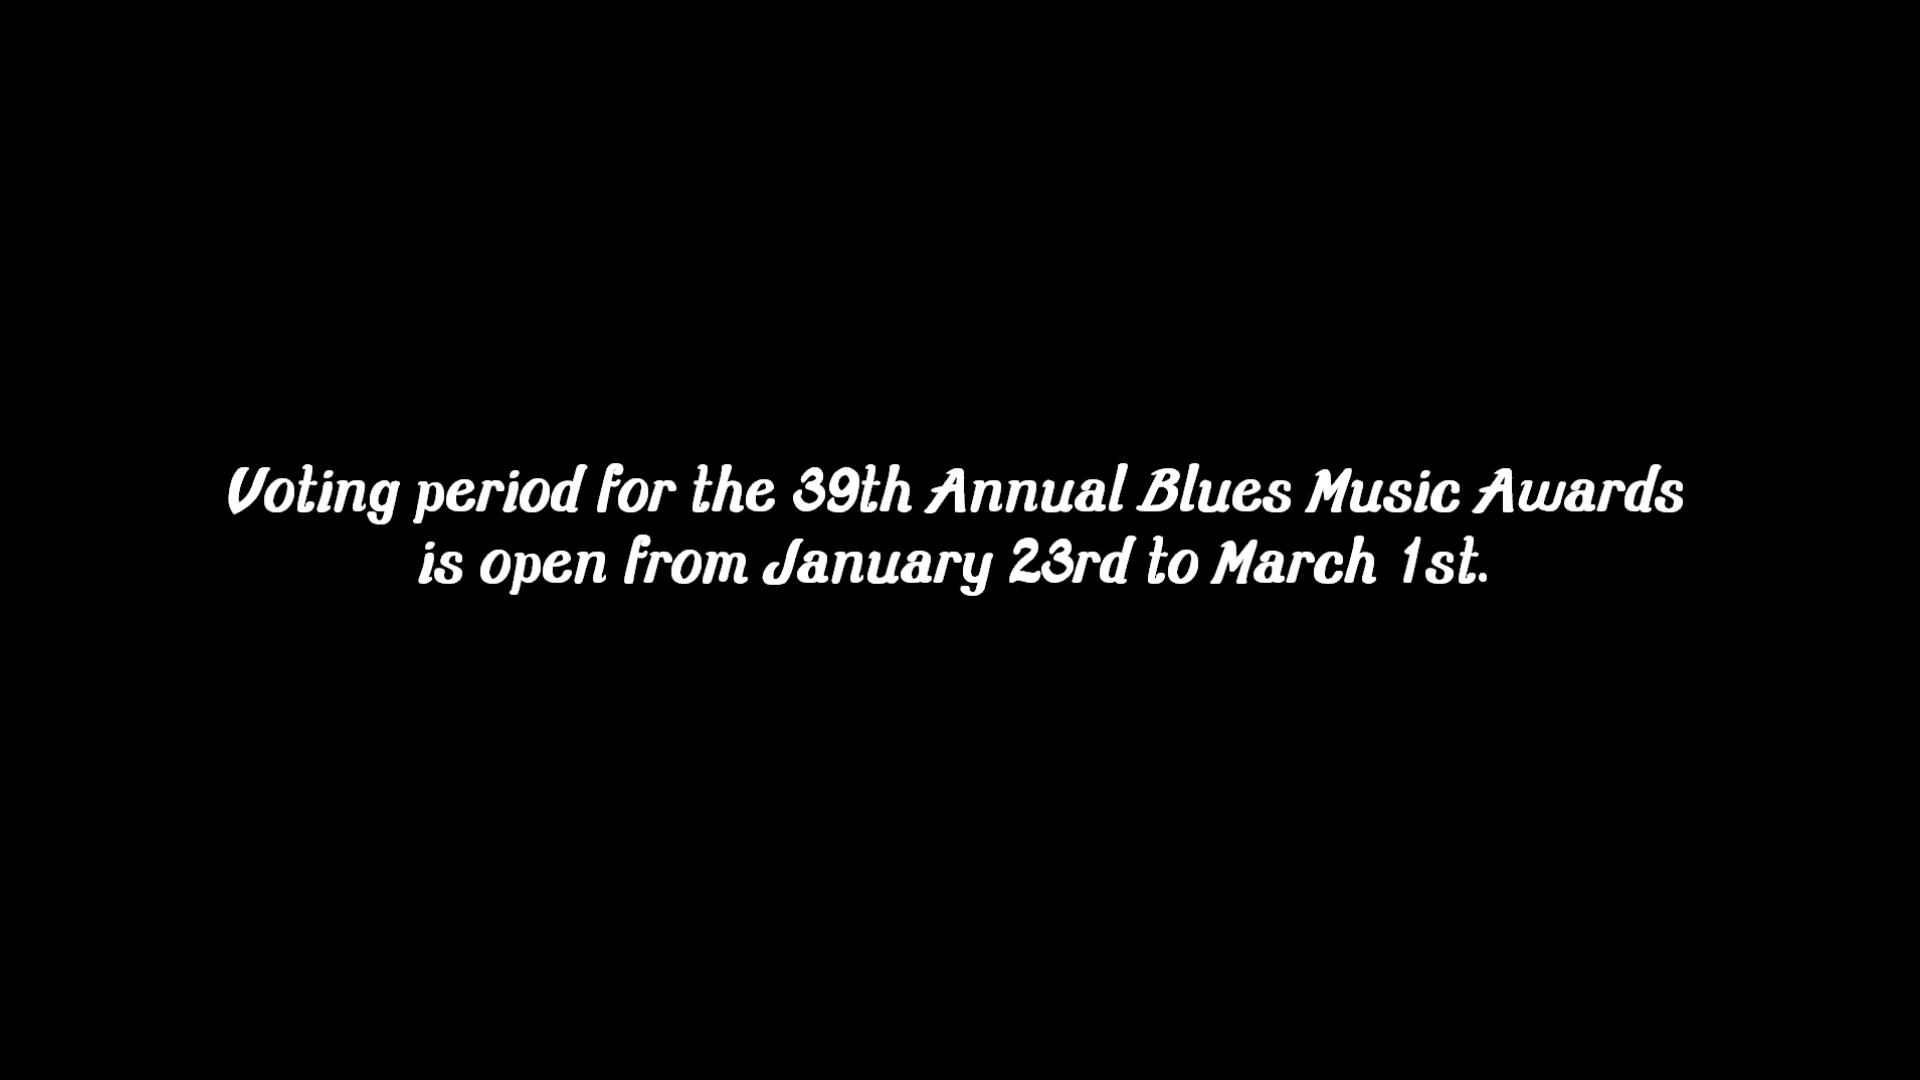 Voting period for the 39th Annual Blues Music Awards
is open from January 23rd to March 1st.